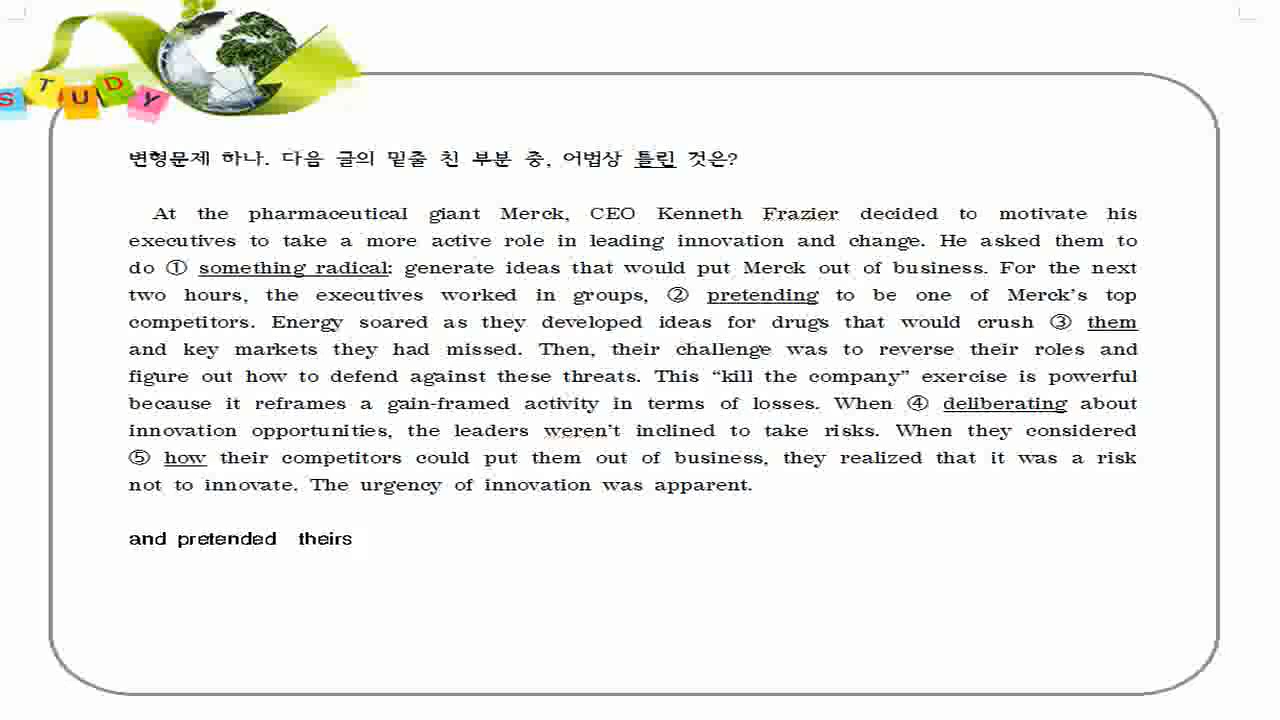 STUDY
변형문제 하나. 다음 글의 밑줄 친 부분 중, 어법상 틀린 것은?
At the pharmaceutical giant Merck, CEO Kenneth Frazier decided to motivate his
executives to take a more active role in leading innovation and change. He asked them to
do ① something radical: generate ideas that would put Merck out of business. For the next
two hours, the executives worked in groups, ② pretending to be one of Merck's top
competitors. Energy soared as they developed ideas for drugs that would crush ③ them
and key markets they had missed. Then, their challenge was to reverse their roles and
figure out how to defend against these threats. This “kill the company” exercise is powerful
because it reframes a gain-framed activity in terms of losses. When ④ deliberating about
innovation opportunities, the leaders weren't inclined to take risks. When they considered
⑤ how their competitors could put them out of business, they realized that it was a risk
not to innovate. The urgency of innovation was apparent.
and pretended theirs